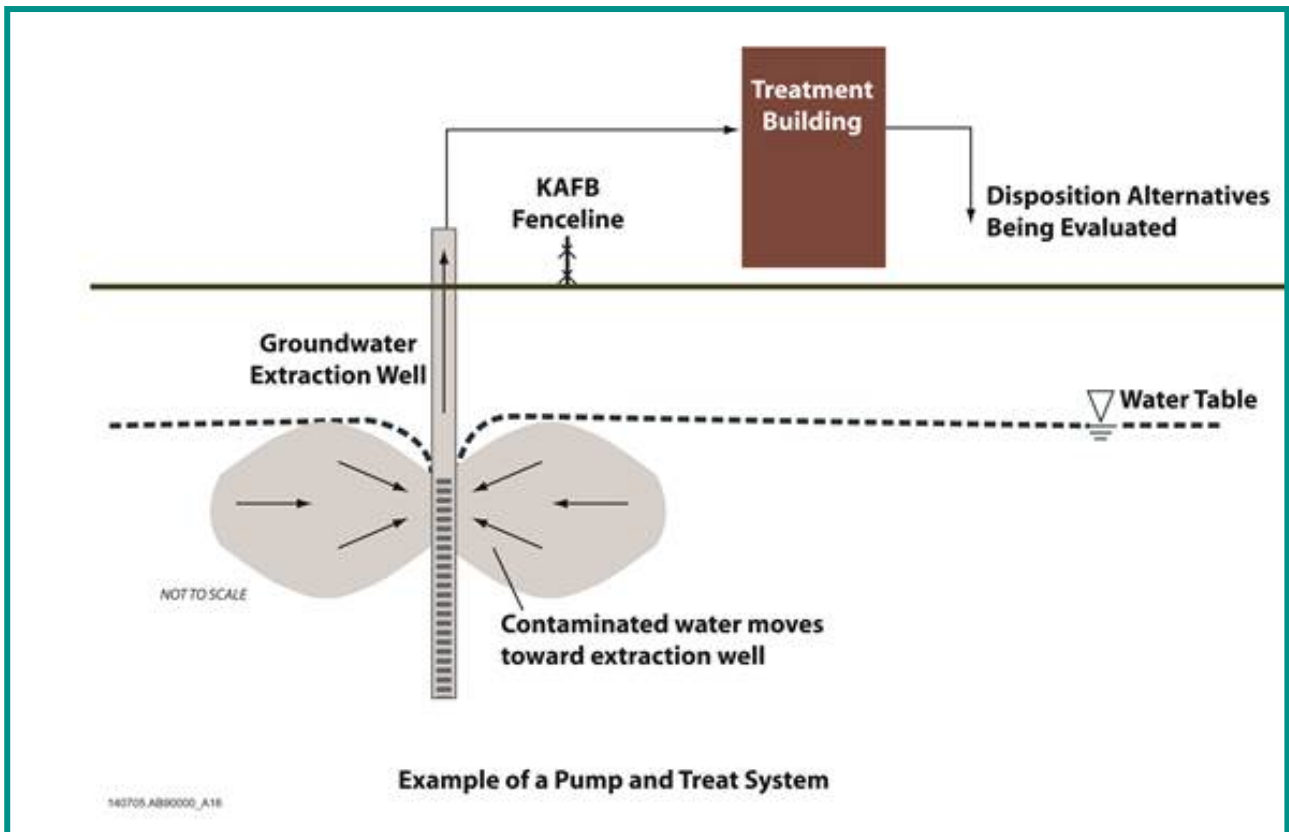 Treatment
Building
KAFB
Fenceline
Disposition Alternatives
Being Evaluated
Groundwater
Extraction Well
Water Table
NOT TO SCALE
Contaminated water moves
toward extraction well
Example of a Pump and Treat System
140705.AB90000_A16